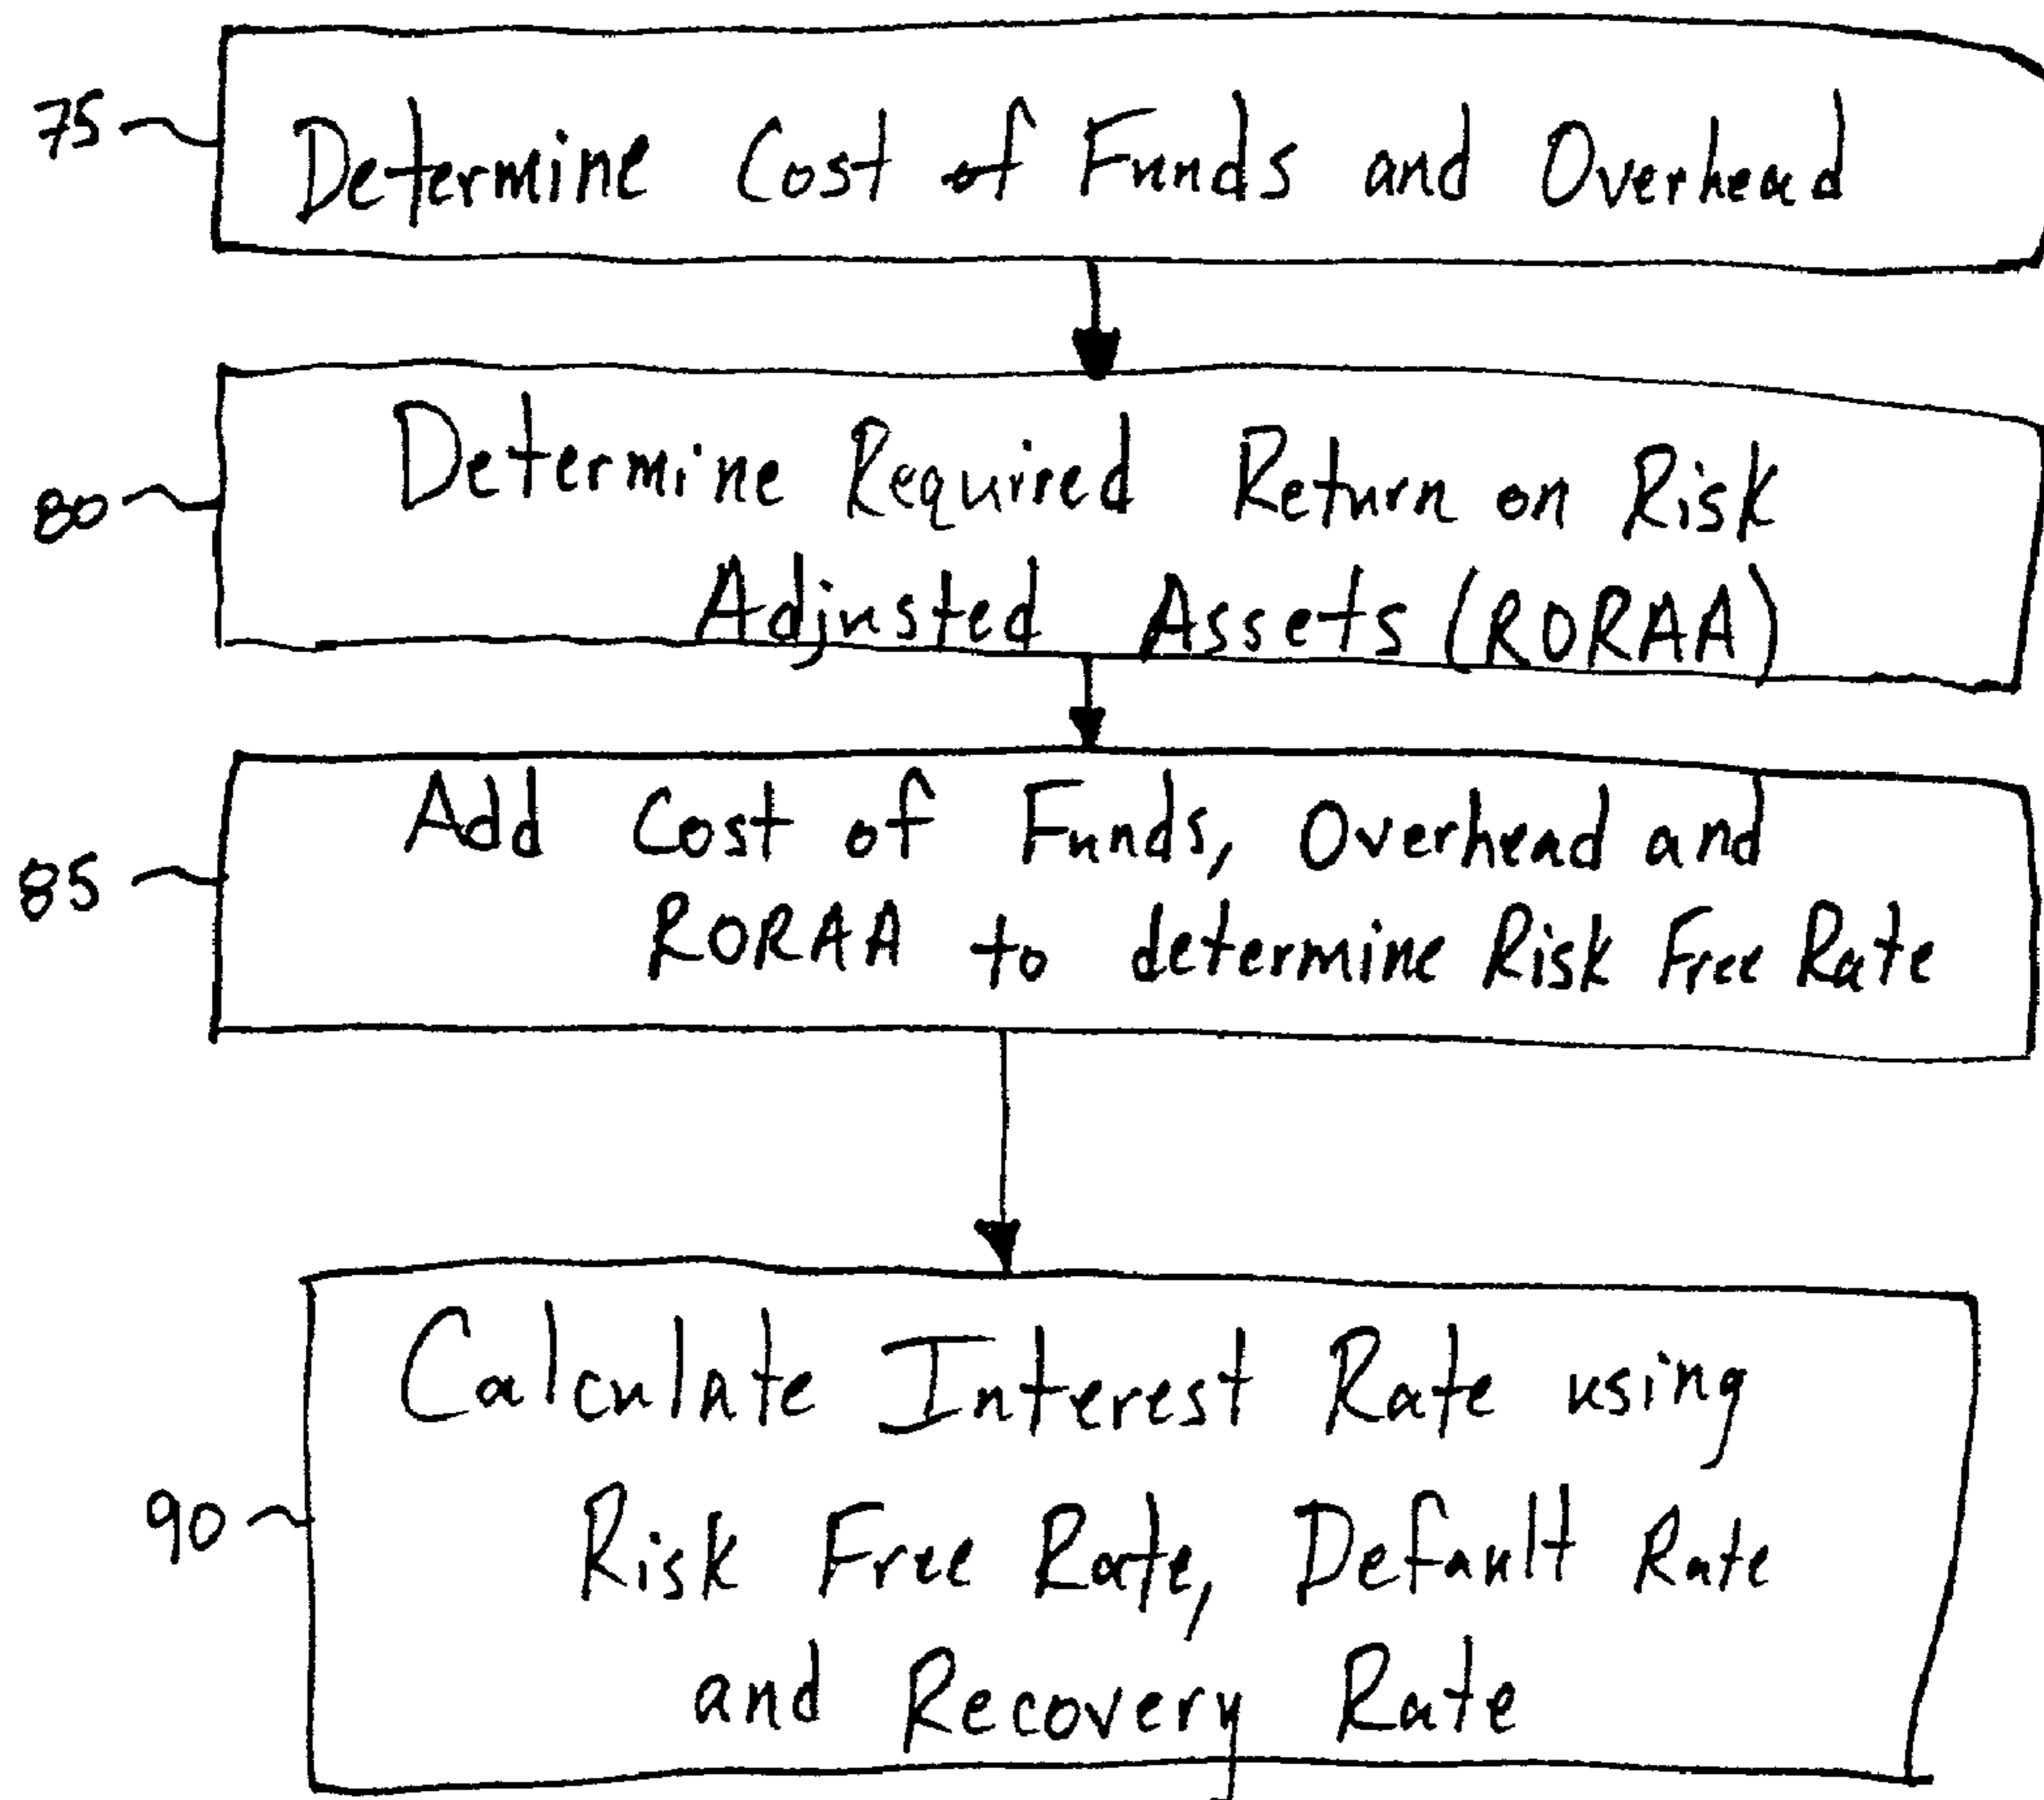 75 Determine Cost of Funds and Overhead
80 Determine Required Return on Risk
Adjusted Assets (RORAA)
85 Add Cost of Funds, Overhead and
RORAA to determine Risk Free Rate
Calculate Interest Rate using
90 Risk Free Rate, Default Rate
and Recovery Rate